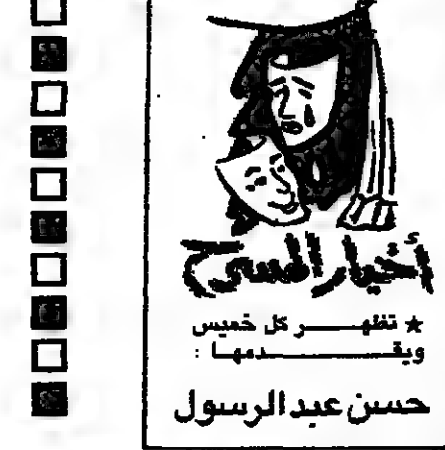 أخبار المسرح
★ تظهر كل خميس
ويقدمها :
حسن عبد الرسول